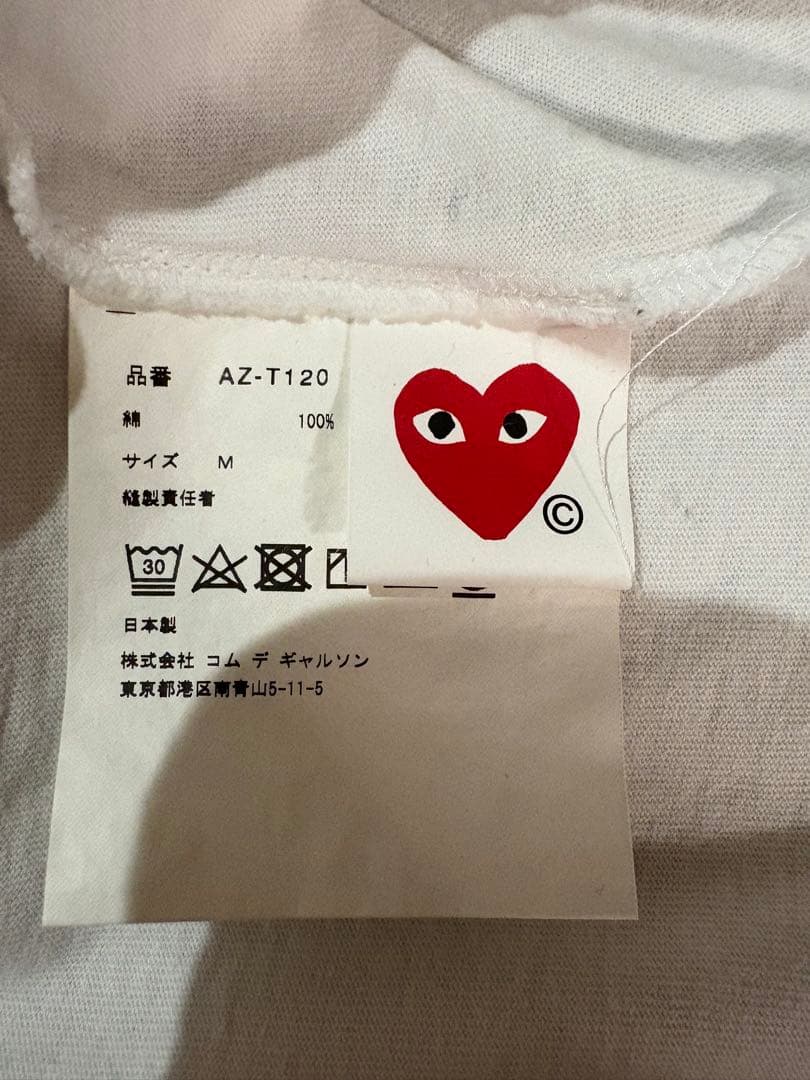 品番 AZ-T120
綿 100%
サイズ M
縫製責任者
30
©
日本製
株式会社 コム デ ギャルソン
東京都港区南青山5-11-5